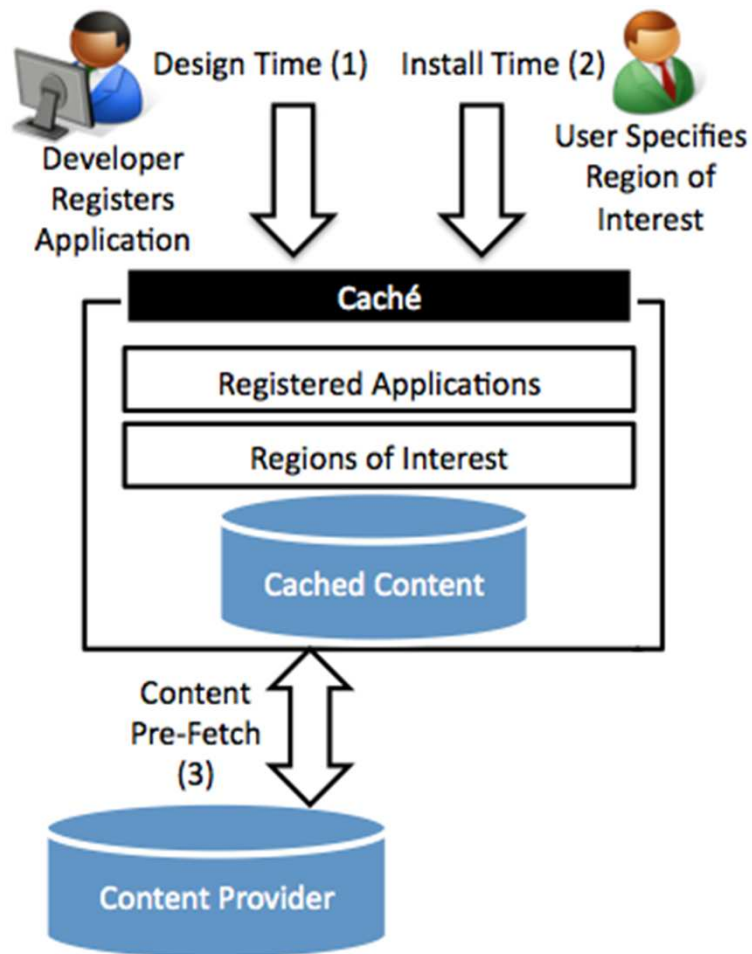 Design Time (1)
Install Time (2)
Developer
Registers
Application
User Specifies
Region of
Interest
Caché
Registered Applications
Regions of Interest
Cached Content
Content
Pre-Fetch
(3)
Content Provider